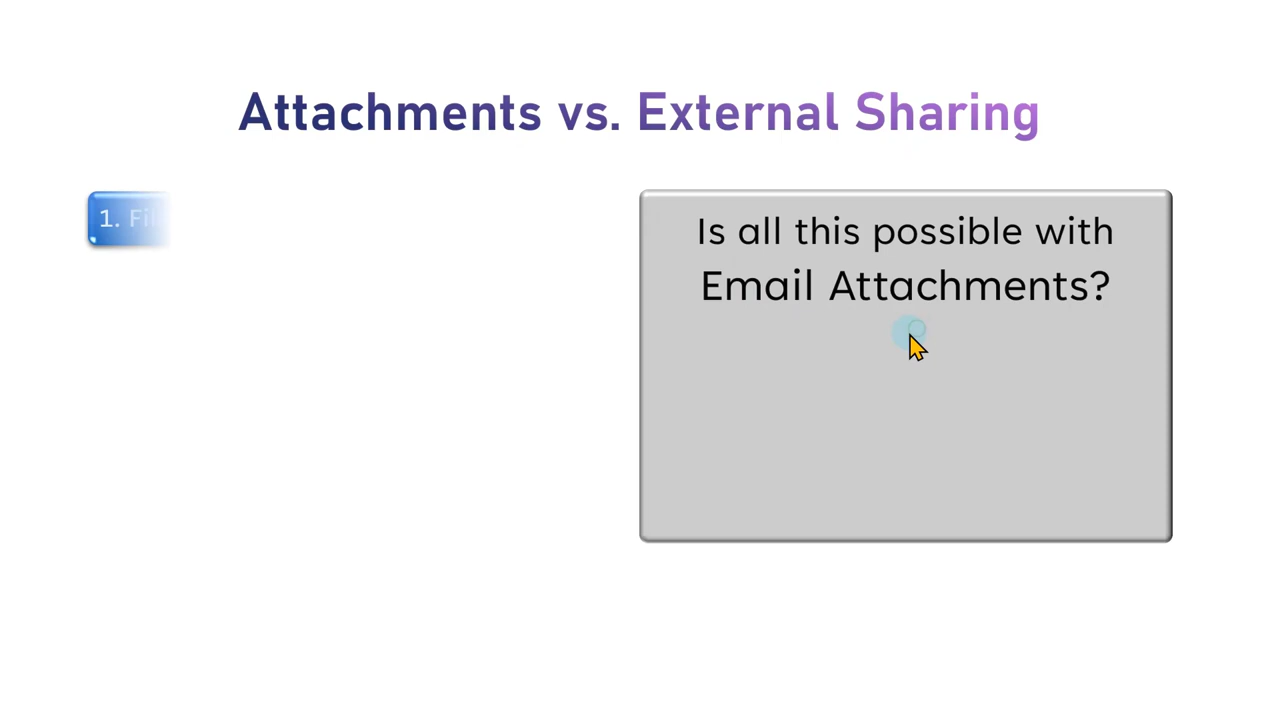 Attachments vs. External Sharing
1.
Is all this possible with
Email Attachments?